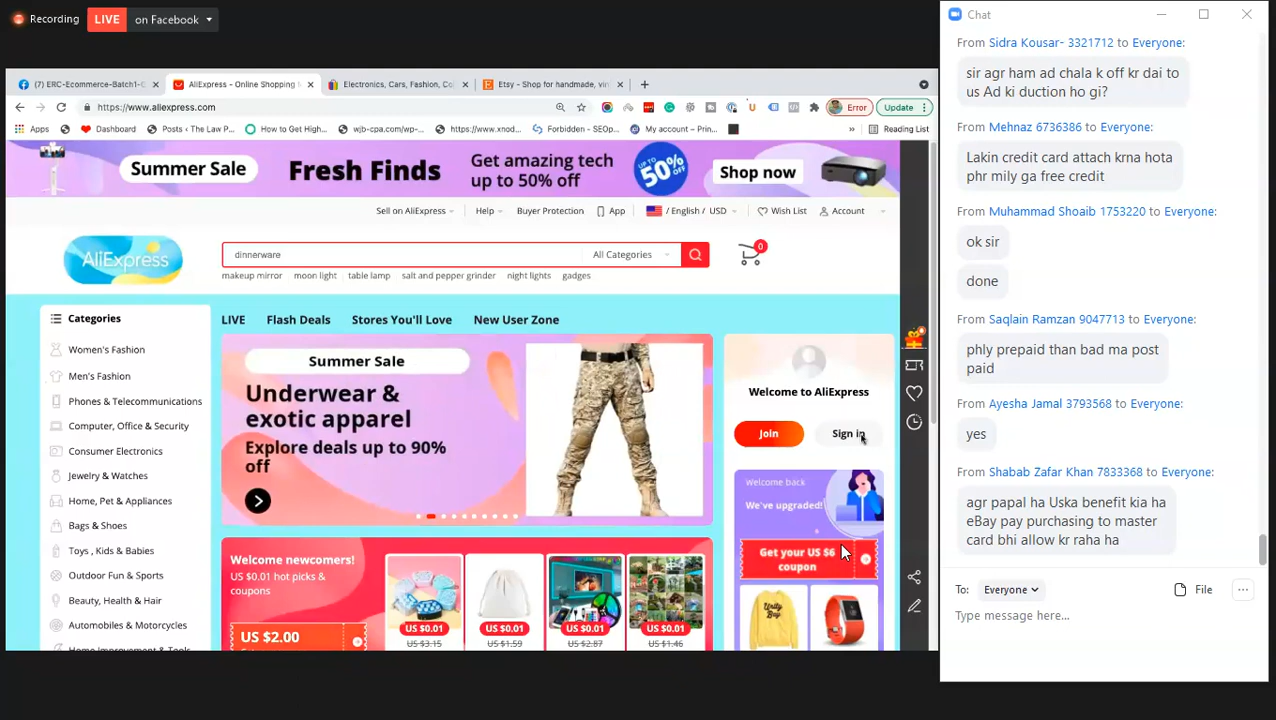 Recording
LIVE
on Facebook
(7) ERC-Ecommerce-Batch1-C
AliExpress - Online Shopping
Electronics, Cars, Fashion, Col
Etsy - Shop for handmade, vin
https://www.aliexpress.com
Error
Update
Apps
Dashboard
Posts ‹ The Law P...
How to Get High...
wjb-cpa.com/wp-...
https://www.xnod...
Forbidden - SEOp...
My account – Prin...
»
Reading List
Summer Sale
Fresh Finds
Get amazing tech
up to 50% off
UP TO
50%
Shop now
Sell on AliExpress
Help
Buyer Protection
App
/ English / USD
Wish List
Account
AliExpress
dinnerware
All Categories
0
makeup mirror
moon light
table lamp
salt and pepper grinder
night lights
gadgets
Categories
Women's Fashion
Men's Fashion
Phones & Telecommunications
Computer, Office & Security
Consumer Electronics
Jewelry & Watches
Home, Pet & Appliances
Bags & Shoes
Toys , Kids & Babies
Outdoor Fun & Sports
Beauty, Health & Hair
Automobiles & Motorcycles
Home Improvement & Tools
LIVE
Flash Deals
Stores You'll Love
New User Zone
Summer Sale
Underwear &
exotic apparel
Explore deals up to 90%
off
Welcome newcomers!
US $0.01 hot picks &
coupons
US $2.00
US $0.01
US $3.15
US $0.01
US $1.59
US $0.01
US $2.87
US $0.01
US $1.46
Welcome to AliExpress
Join
Sign in
Welcome back
We've upgraded!
Get your US $6
coupon
Chat
From Sidra Kousar- 3321712 to Everyone:
sir agr ham ad chala k off kr dai to
us Ad ki duction ho gi?
From Mehnaz 6736386 to Everyone:
Lakin credit card attach krna hota
phr mily ga free credit
From Muhammad Shoaib 1753220 to Everyone:
ok sir
done
From Saqlain Ramzan 9047713 to Everyone:
phly prepaid than bad ma post
paid
From Ayesha Jamal 3793568 to Everyone:
yes
From Shabab Zafar Khan 7833368 to Everyone:
agr papal ha Uska benefit kia ha
eBay pay purchasing to master
card bhi allow kr raha ha
To:
Everyone
File
Type message here...